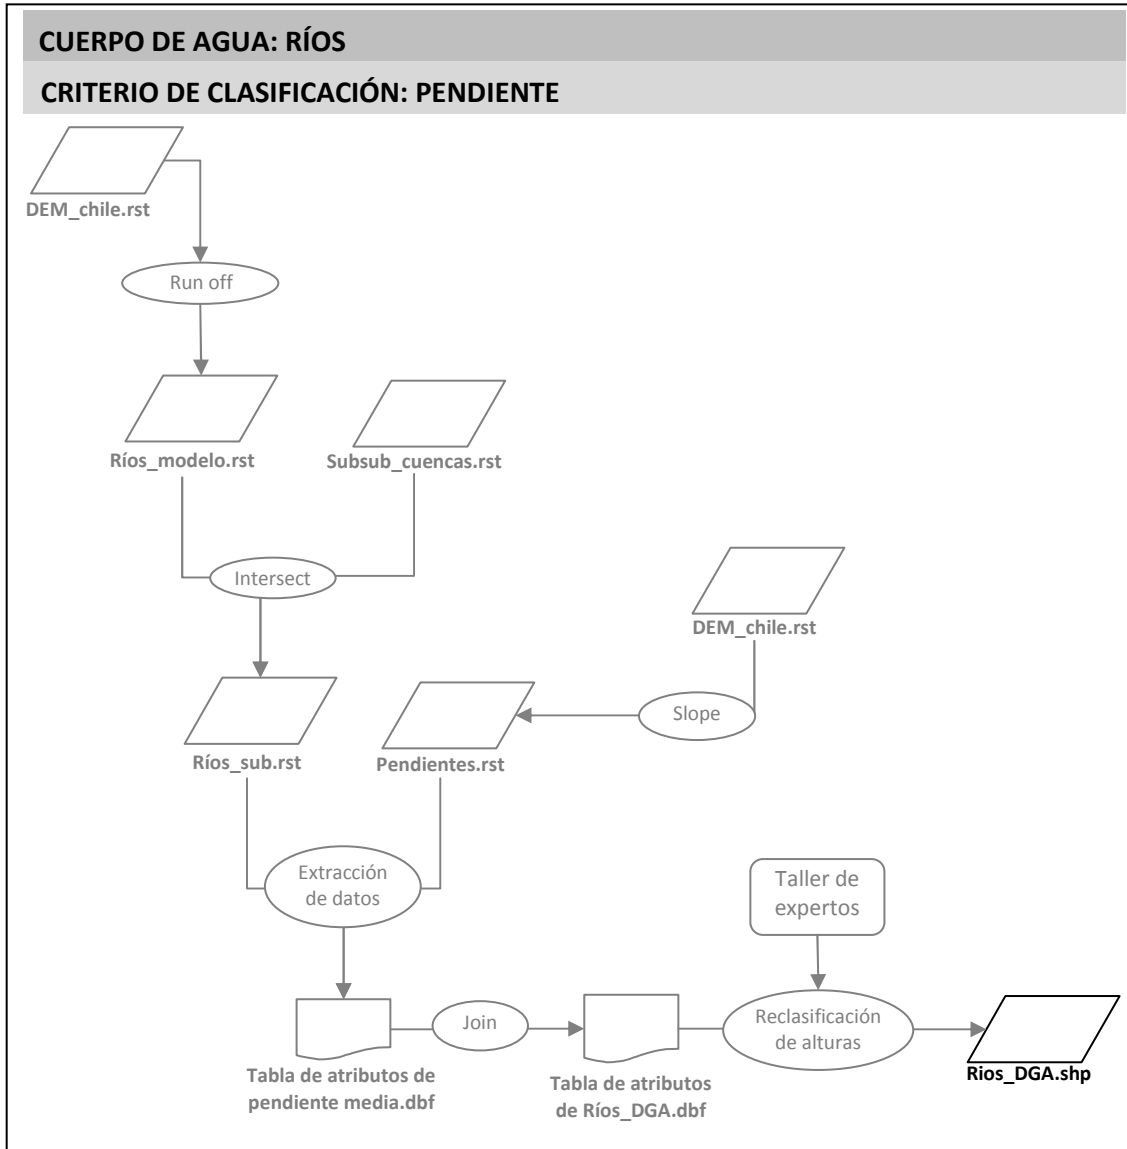 CUERPO DE AGUA: RÍOS
CRITERIO DE CLASIFICACIÓN: PENDIENTE
DEM_chile.rst
Run off
Ríos_modelo.rst
Subsub_cuencas.rst
Intersect
DEM_chile.rst
Slope
Ríos_sub.rst
Pendientes.rst
Extracción
de datos
Taller de
expertos
Join
Reclasificación
de alturas
Tabla de atributos de
pendiente media.dbf
Tabla de atributos
de Ríos_DGA.dbf
Rios_DGA.shp